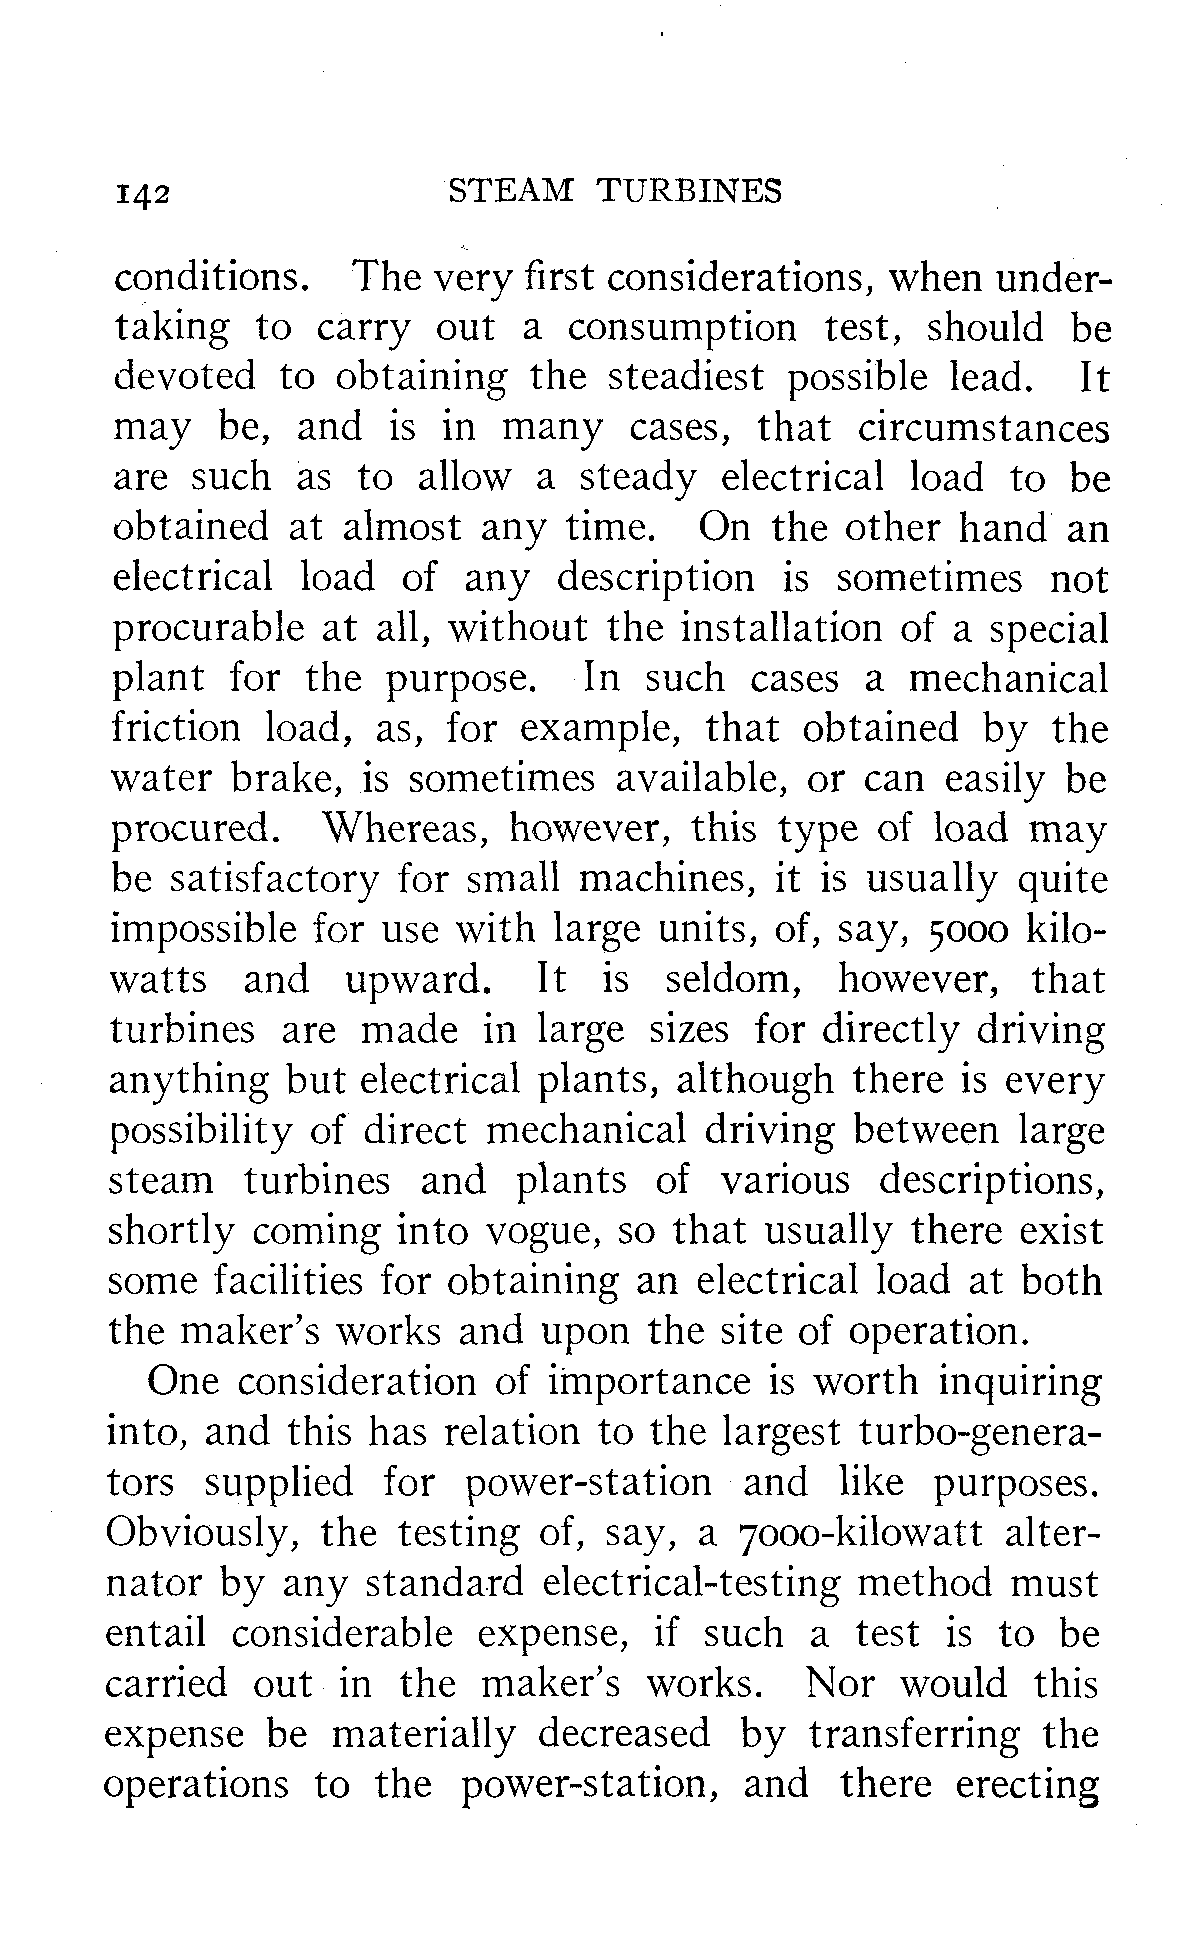 142 STEAM TURBINES
conditions. The very first considerations, when under-
taking to carry out a consumption test, should be
devoted to obtaining the steadiest possible lead. It
may be, and is in many cases, that circumstances
are such as to allow a steady electrical load to be
obtained at almost any time. On the other hand an
electrical load of any description is sometimes not
procurable at all, without the installation of a special
plant for the purpose. In such cases a mechanical
friction load, as, for example, that obtained by the
water brake, is sometimes available, or can easily be
procured. Whereas, however, this type of load may
be satisfactory for small machines, it is usually quite
impossible for use with large units, of, say, 5000 kilo-
watts and upward. It is seldom, however, that
turbines are made in large sizes for directly driving
anything but electrical plants, although there is every
possibility of direct mechanical driving between large
steam turbines and plants of various descriptions,
shortly coming into vogue, so that usually there exist
some facilities for obtaining an electrical load at both
the maker's works and upon the site of operation.
One consideration of importance is worth inquiring
into, and this has relation to the largest turbo-genera-
tors supplied for power-station and like purposes.
Obviously, the testing of, say, a 7000-kilowatt alter-
nator by any standard electrical-testing method must
entail considerable expense, if such a test is to be
carried out in the maker's works. Nor would this
expense be materially decreased by transferring the
operations to the power-station, and there erecting